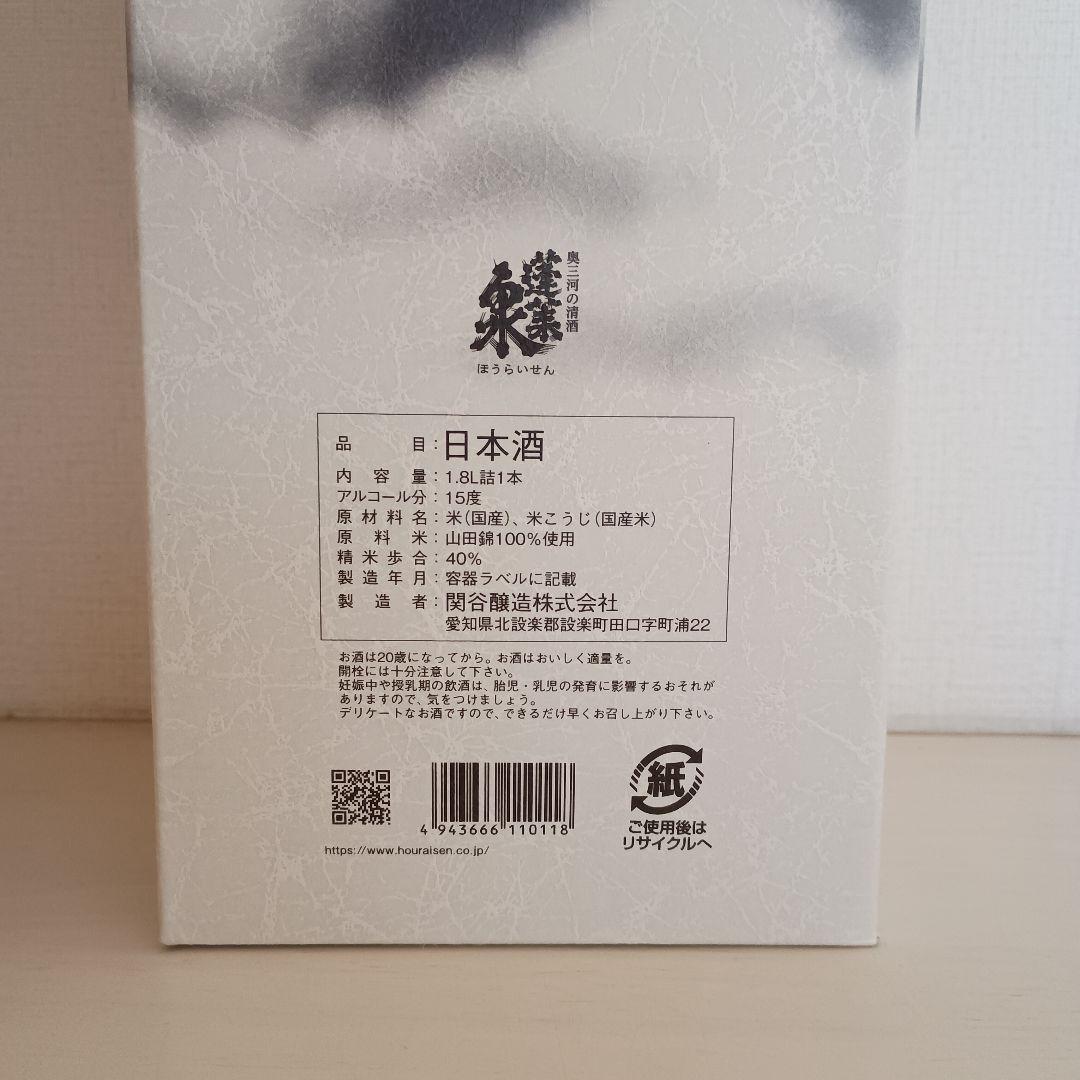 奥三河の清酒
蓬莱泉
ほうらいせん
品目:日本酒
内容量:1.8L詰1本
アルコール分:15度
原材料名:米(国産)、米こうじ(国産米)
原料米:山田錦100%使用
精米歩合:40%
製造年月:容器ラベルに記載
製造者:関谷醸造株式会社
愛知県北設楽郡設楽町田口字町浦22
お酒は20歳になってから。お酒はおいしく適量を。
開栓には十分注意して下さい。
妊娠中や授乳期の飲酒は、胎児・乳児の発育に影響するおそれが
ありますので、気をつけましょう。
デリケートなお酒ですので、できるだけ早くお召し上がり下さい。
4 943666 110118
https://www.houraisen.co.jp/
紙
ご使用後は
リサイクルへ